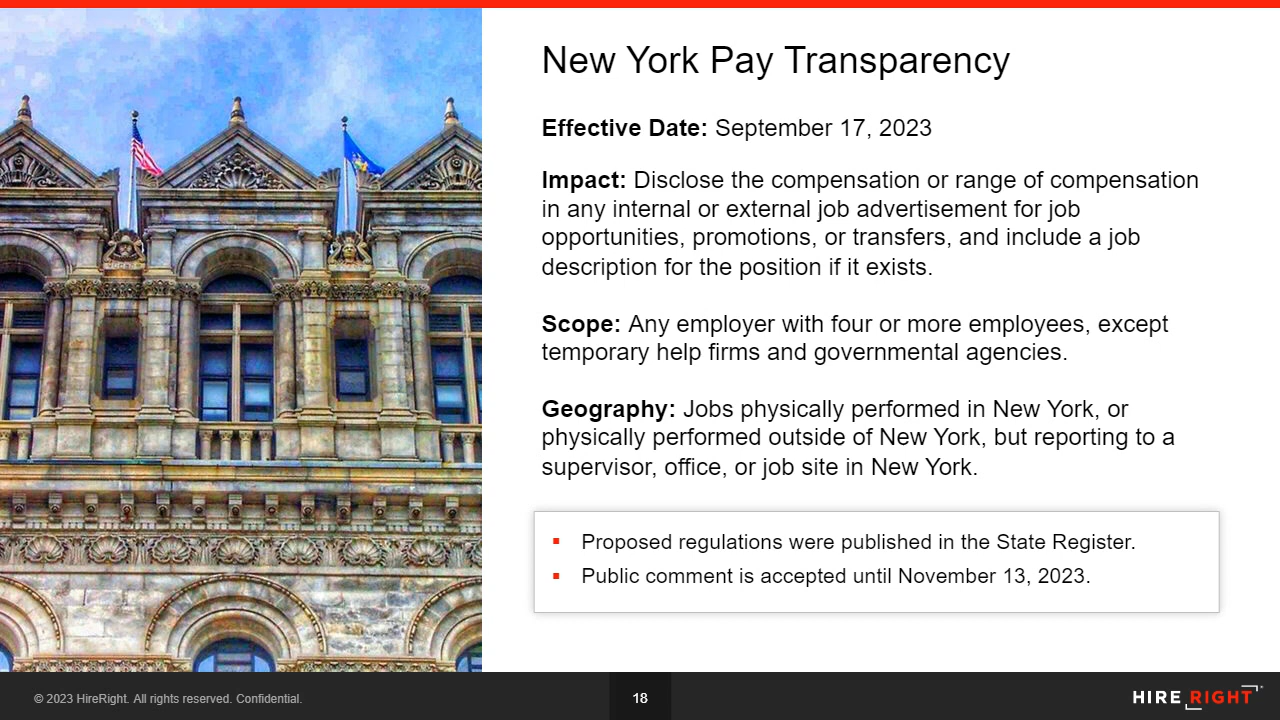 New York Pay Transparency
Effective Date: September 17, 2023
Impact: Disclose the compensation or range of compensation
in any internal or external job advertisement for job
opportunities, promotions, or transfers, and include a job
description for the position if it exists.
Scope: Any employer with four or more employees, except
temporary help firms and governmental agencies.
Geography: Jobs physically performed in New York, or
physically performed outside of New York, but reporting to a
supervisor, office, or job site in New York.
▪ Proposed regulations were published in the State Register.
▪ Public comment is accepted until November 13, 2023.
© 2023 HireRight. All rights reserved. Confidential.
18
HIRE RIGHT